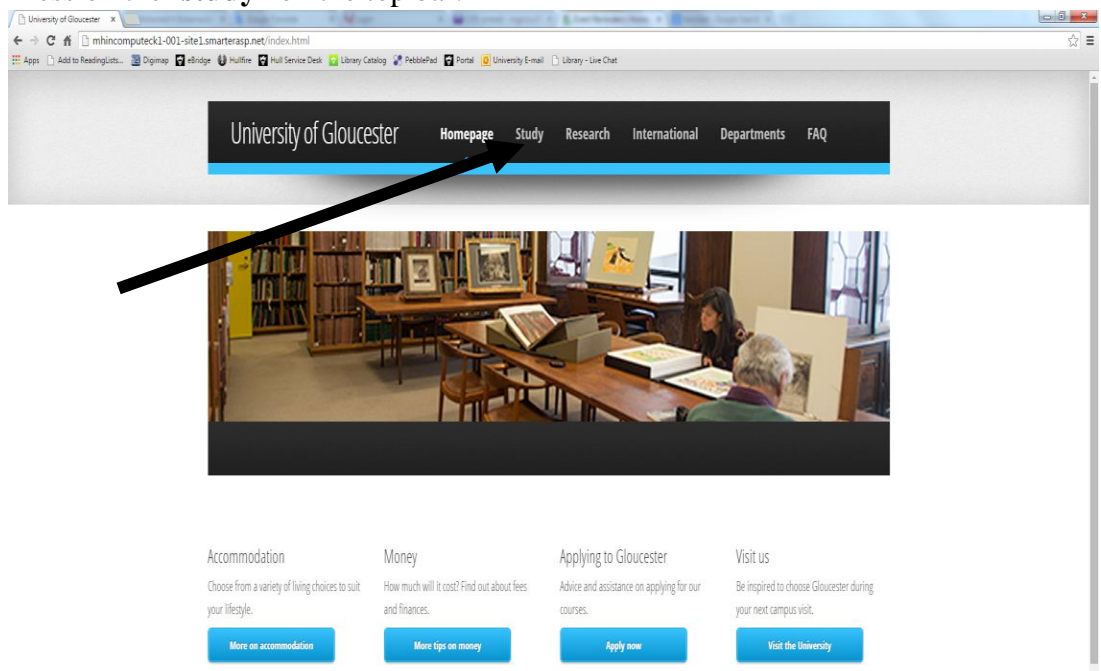 University of Gloucester
mhincomputeck1-001-site1.smarterasp.net/index.html
Apps Add to ReadingLists... Digimap eBridge Hullfire Hull Service Desk Library Catalog PebblePad Portal University E-mail Library - Live Chat
University of Gloucester Homepage Study Research International Departments FAQ
Accommodation Money Applying to Gloucester Visit us
Choose from a variety of living choices to suit How much will it cost? Find out about fees Advice and assistance on applying for our Be inspired to choose Gloucester during
your lifestyle. and finances. courses. your next campus visit.
More on accommodation More tips on money Apply now Visit the University